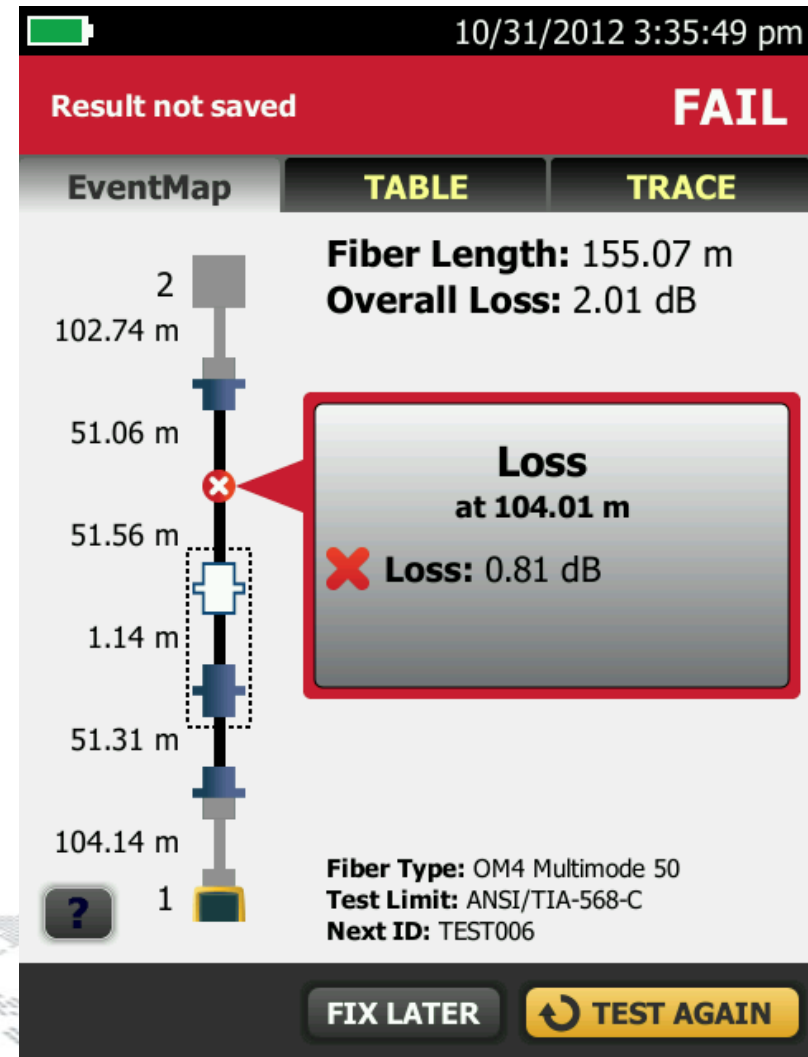 10/31/2012 3:35:49 pm
Result not saved
FAIL
EventMap
TABLE
TRACE
Fiber Length: 155.07 m
Overall Loss: 2.01 dB
2
102.74 m
51.06 m
Loss
at 104.01 m
Loss: 0.81 dB
51.56 m
1.14 m
51.31 m
104.14 m
1
?
Fiber Type: OM4 Multimode 50
Test Limit: ANSI/TIA-568-C
Next ID: TEST006
FIX LATER
TEST AGAIN